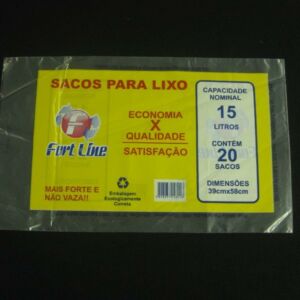 SACOS PARA LIXO
Fort Line
ECONOMIA
X
QUALIDADE
SATISFAÇÃO
CAPACIDADE
NOMINAL
15
LITROS
CONTÉM
20
SACOS
DIMENSÕES
39cmx58cm
MAIS FORTE E
NÃO VAZA!!
Embalagem
Ecologicamente
Correta